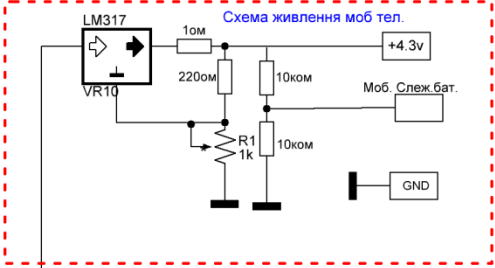 Схема живлення моб тел.
LM317
1ом
+4.3v
220ом
10ком
Моб. Слеж.бат.
VR10
R1
1k
10ком
GND